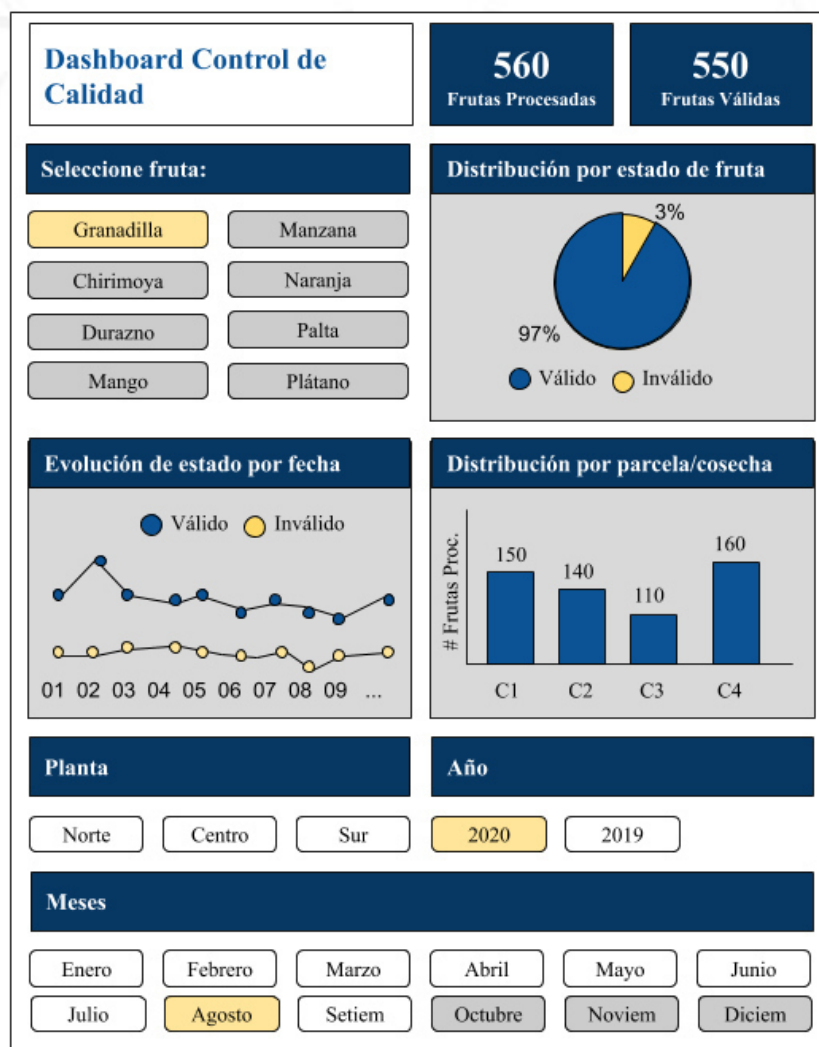 Dashboard Control de
Calidad
560
Frutas Procesadas
550
Frutas Válidas
Seleccione fruta:
Granadilla
Manzana
Chirimoya
Naranja
Durazno
Palta
Mango
Plátano
Distribución por estado de fruta
3%
97%
Válido
Inválido
Evolución de estado por fecha
Válido
Inválido
01 02 03 04 05 06 07 08 09 ...
Distribución por parcela/cosecha
# Frutas Proc.
150
140
110
160
C1 C2 C3 C4
Planta
Norte
Centro
Sur
Año
2020
2019
Meses
Enero
Febrero
Marzo
Abril
Mayo
Junio
Julio
Agosto
Setiem
Octubre
Noviem
Diciem